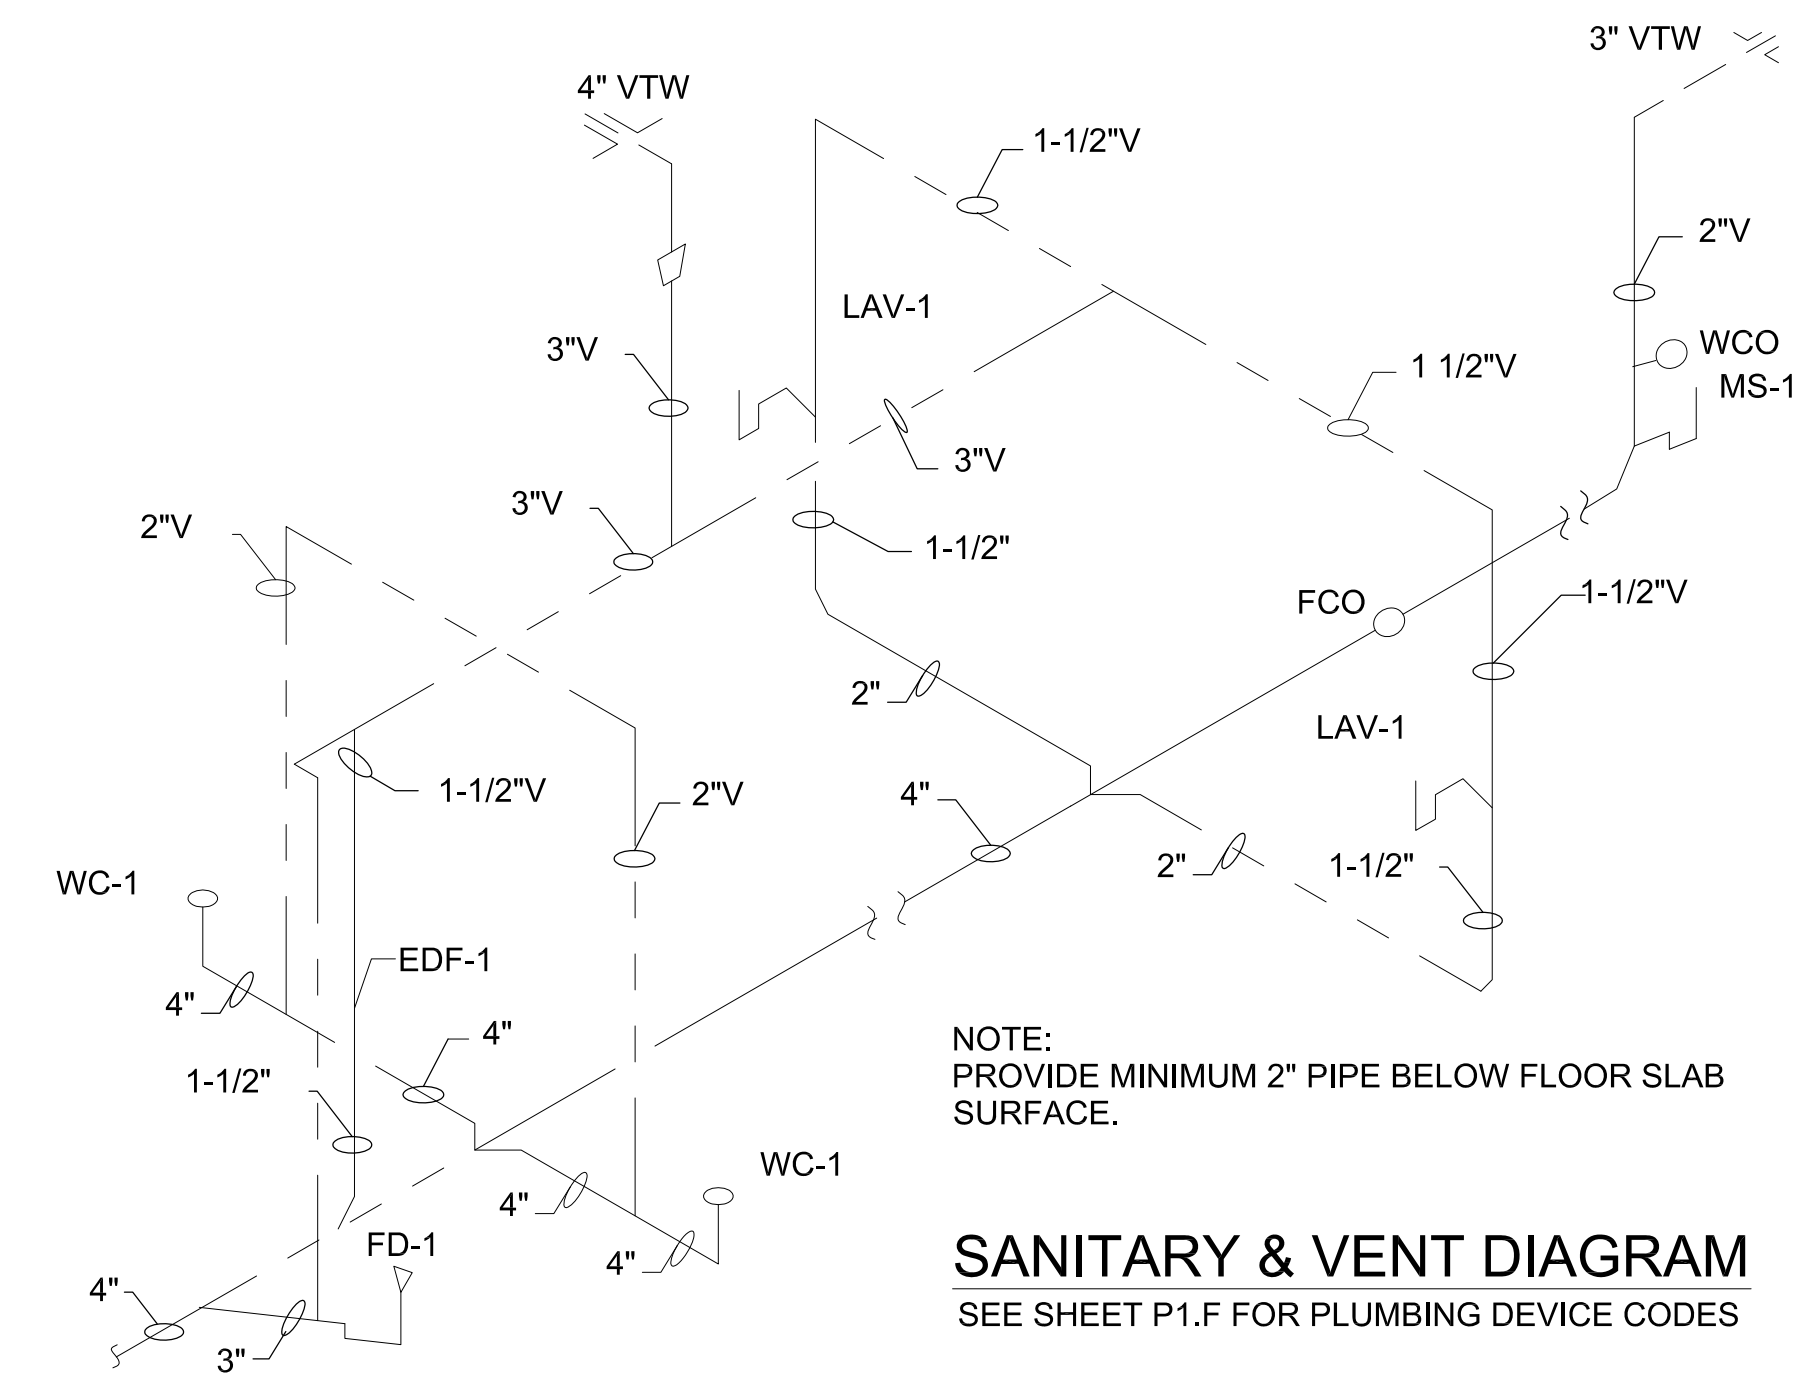 3" VTW
4" VTW
1-1/2"V
2"V
LAV-1
WCO
3"V
1 1/2"V
MS-1
3"V
3"V
2"V
1-1/2"
FCO
1-1/2"V
2"
LAV-1
1-1/2"V
2"V
4"
2"
1-1/2"
WC-1
EDF-1
4"
4"
NOTE:
PROVIDE MINIMUM 2" PIPE BELOW FLOOR SLAB
SURFACE.
1-1/2"
WC-1
4"
FD-1
4"
4"
3"
SANITARY & VENT DIAGRAM
SEE SHEET P1.F FOR PLUMBING DEVICE CODES